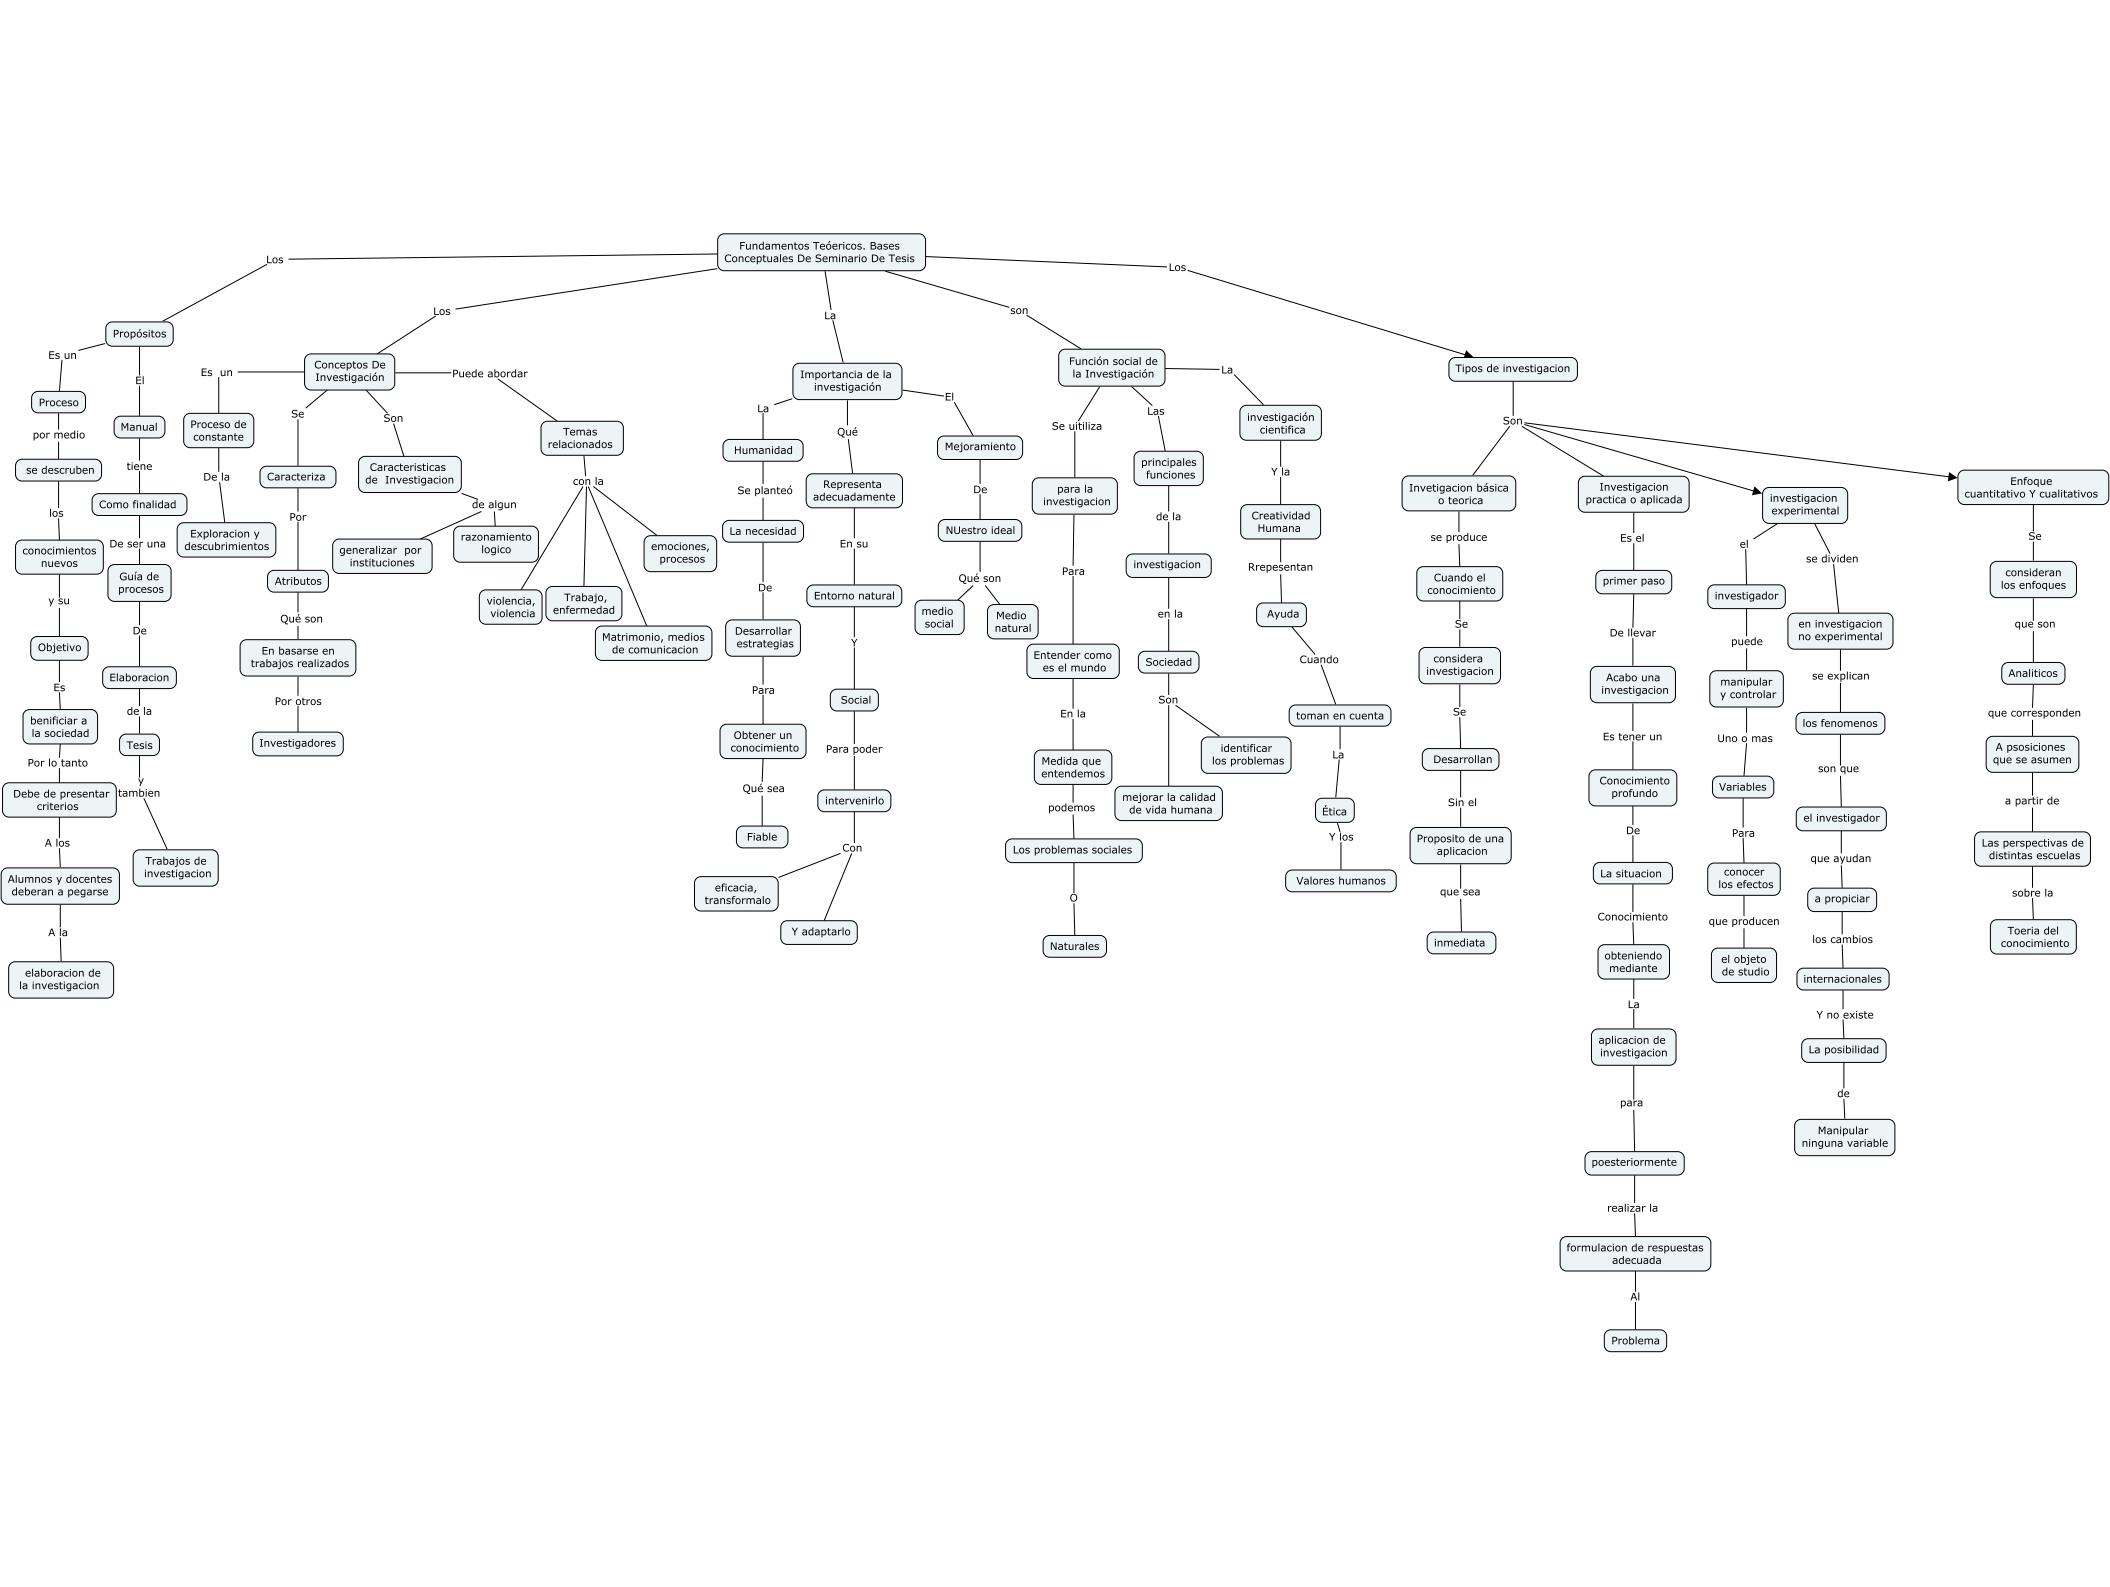 Fundamentos Teóericos. Bases
Conceptuales De Seminario De Tesis
Los
Los
La
son
Los
Propósitos
Es un
Proceso
por medio
se descruben
los
conocimientos
nuevos
y su
Objetivo
Es
benificiar a
la sociedad
Por lo tanto
Debe de presentar
criterios
A los
Alumnos y docentes
deberan a pegarse
A la
elaboracion de
la investigacion
El
Manual
tiene
Como finalidad
De ser una
Guía de
procesos
De
Elaboracion
de la
Tesis
y
tambien
Trabajos de
investigacion
Conceptos De
Investigación
Es un
Proceso de
constante
De la
Exploracion y
descubrimientos
Se
Caracteriza
Por
Atributos
Qué son
En basarse en
trabajos realizados
Por otros
Investigadores
Son
Caracteristicas
de Investigacion
de algun
generalizar por
instituciones
razonamiento
logico
Puede abordar
Temas
relacionados
con la
violencia,
violencia
Trabajo,
enfermedad
Matrimonio, medios
de comunicacion
emociones,
procesos
Importancia de la
investigación
La
Humanidad
Se planteó
La necesidad
De
Desarrollar
estrategias
Para
Obtener un
conocimiento
Qué sea
Fiable
Qué
Representa
adecuadamente
En su
Entorno natural
Y
Social
Para poder
intervenirlo
Con
eficacia,
transformalo
Y adaptarlo
El
Mejoramiento
De
NUestro ideal
Qué son
medio
social
Medio
natural
Función social de
la Investigación
Se uitiliza
para la
investigacion
Para
Entender como
es el mundo
En la
Medida que
entendemos
podemos
Los problemas sociales
O
Naturales
Las
principales
funciones
de la
investigacion
en la
Sociedad
Son
mejorar la calidad
de vida humana
identificar
los problemas
La
investigación
cientifica
Y la
Creatividad
Humana
Rrepesentan
Ayuda
Cuando
toman en cuenta
La
Ética
Y los
Valores humanos
Tipos de investigacion
Son
Invetigacion básica
o teorica
se produce
Cuando el
conocimiento
Se
considera
investigacion
Se
Desarrollan
Sin el
Proposito de una
aplicacion
que sea
inmediata
Investigacion
practica o aplicada
Es el
primer paso
De llevar
Acabo una
investigacion
Es tener un
Conocimiento
profundo
De
La situacion
Conocimiento
obteniendo
mediante
La
aplicacion de
investigacion
para
poesteriormente
realizar la
formulacion de respuestas
adecuada
Al
Problema
investigacion
experimental
el
investigador
puede
manipular
y controlar
Uno o mas
Variables
Para
conocer
los efectos
que producen
el objeto
de studio
se dividen
en investigacion
no experimental
se explican
los fenomenos
son que
el investigador
que ayudan
a propiciar
los cambios
internacionales
Y no existe
La posibilidad
de
Manipular
ninguna variable
Enfoque
cuantitativo Y cualitativos
Se
consideran
los enfoques
que son
Analiticos
que corresponden
A psosiciones
que se asumen
a partir de
Las perspectivas de
distintas escuelas
sobre la
Toeria del
conocimiento